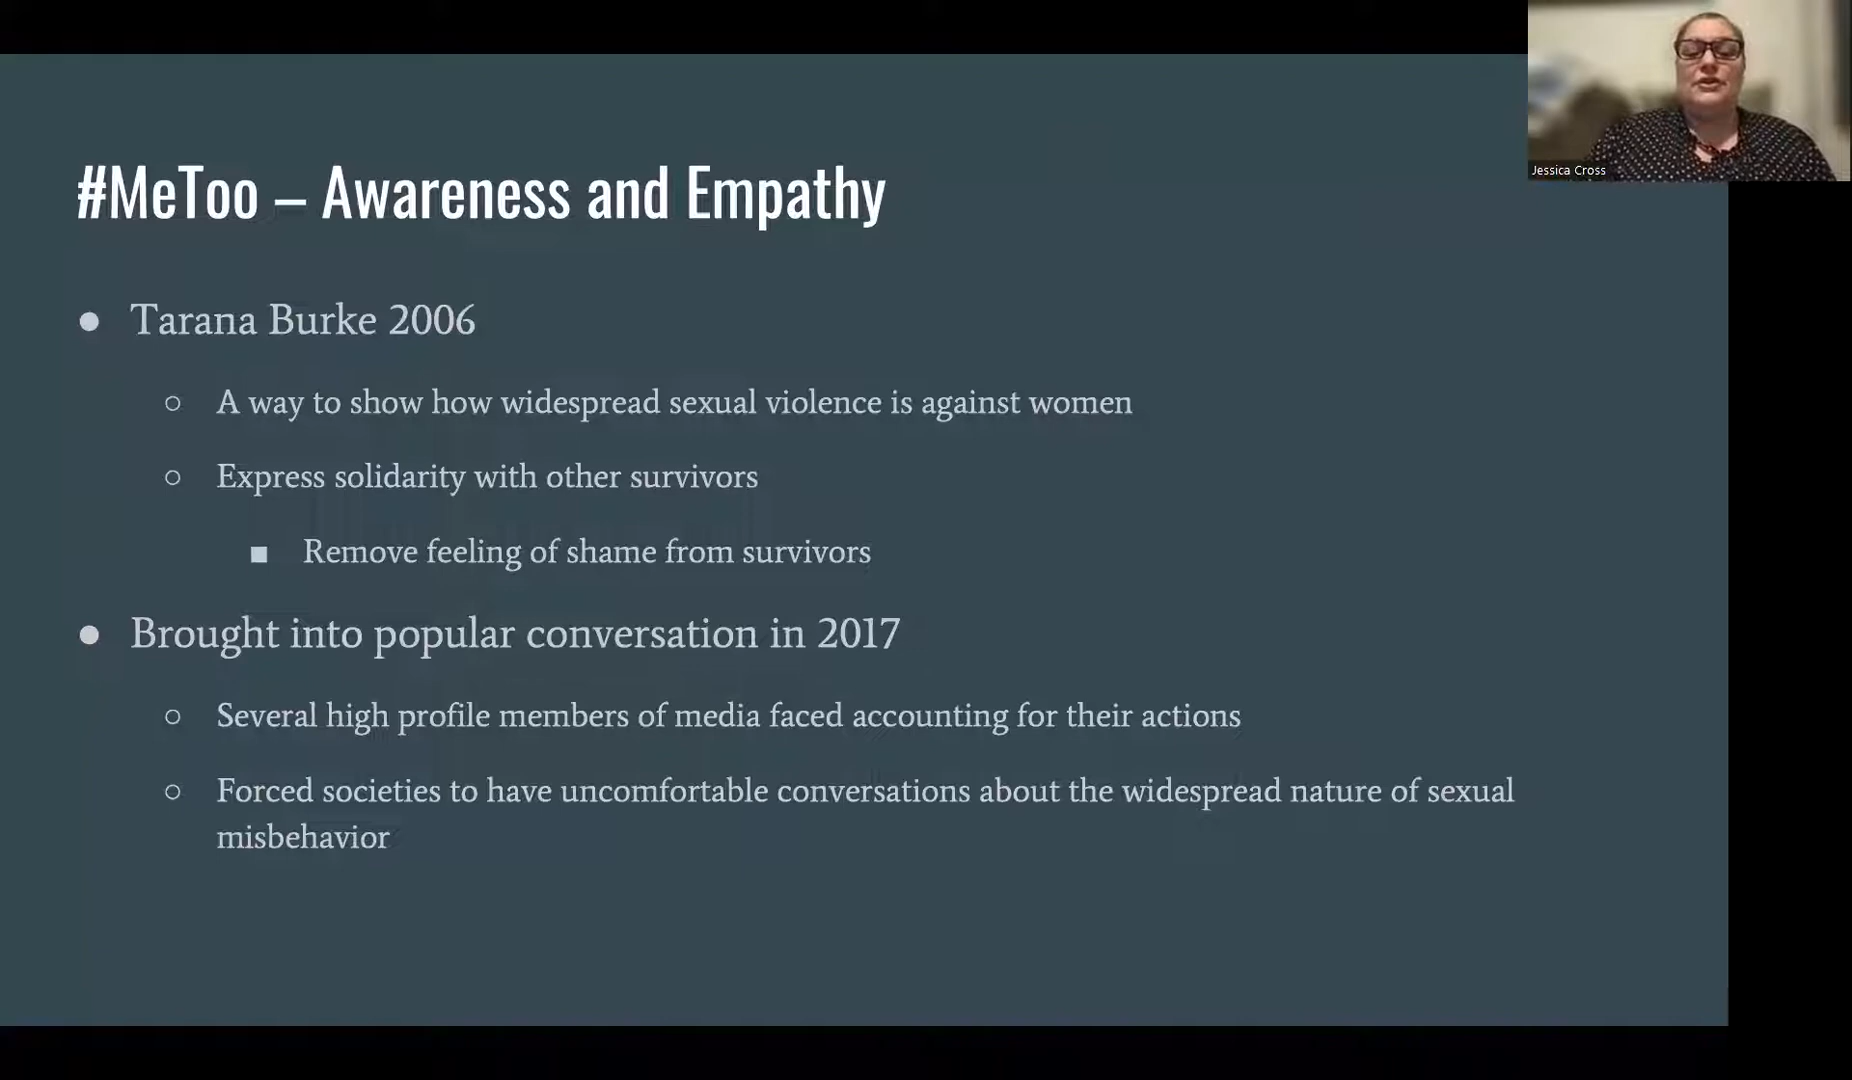 Jessica Cross
#MeToo – Awareness and Empathy
● Tarana Burke 2006
○ A way to show how widespread sexual violence is against women
○ Express solidarity with other survivors
■ Remove feeling of shame from survivors
● Brought into popular conversation in 2017
○ Several high profile members of media faced accounting for their actions
○ Forced societies to have uncomfortable conversations about the widespread nature of sexual
misbehavior